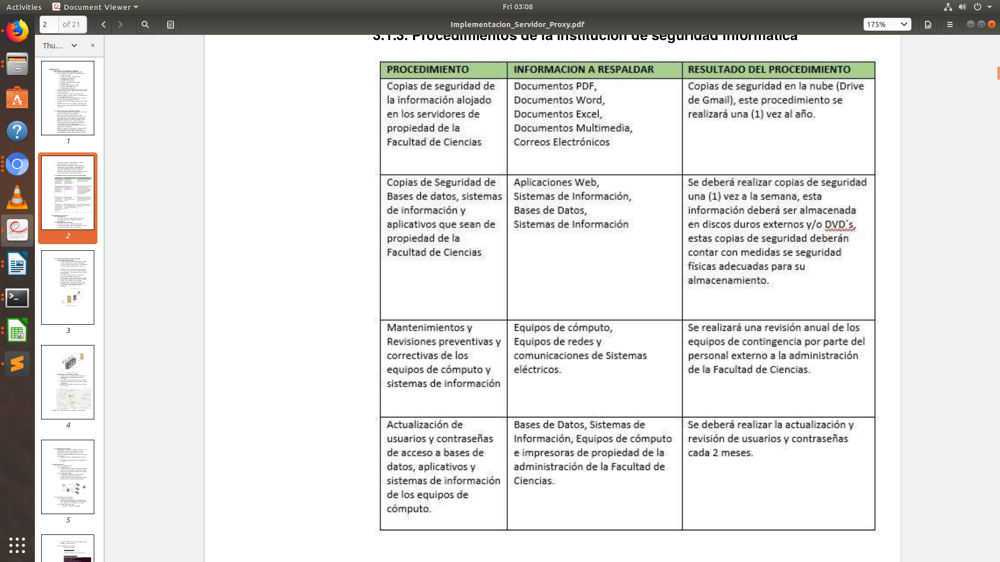 Activities
Document Viewer
Fri 03:08
2
of 21
Implementacion_Servidor_Proxy.pdf
175%
Thu...
1
2
3
4
5
3.1.3. Procedimientos de la institución de seguridad informática
PROCEDIMIENTO
INFORMACION A RESPALDAR
RESULTADO DEL PROCEDIMIENTO
Copias de seguridad de
la información alojado
en los servidores de
propiedad de la
Facultad de Ciencias
Documentos PDF,
Documentos Word,
Documentos Excel,
Documentos Multimedia,
Correos Electrónicos
Copias de seguridad en la nube (Drive
de Gmail), este procedimiento se
realizará una (1) vez al año.
Copias de Seguridad de
Bases de datos, sistemas
de información y
aplicativos que sean de
propiedad de la
Facultad de Ciencias
Aplicaciones Web,
Sistemas de Información,
Bases de Datos,
Sistemas de Información
Se deberá realizar copias de seguridad
una (1) vez a la semana, esta
información deberá ser almacenada
en discos duros externos y/o DVD´s,
estas copias de seguridad deberán
contar con medidas se seguridad
físicas adecuadas para su
almacenamiento.
Mantenimientos y
Revisiones preventivas y
correctivas de los
equipos de cómputo y
sistemas de información
Equipos de cómputo,
Equipos de redes y
comunicaciones de Sistemas
eléctricos.
Se realizará una revisión anual de los
equipos de contingencia por parte del
personal externo a la administración
de la Facultad de Ciencias.
Actualización de
usuarios y contraseñas
de acceso a bases de
datos, aplicativos y
sistemas de información
de los equipos de
cómputo.
Bases de Datos, Sistemas de
Información, Equipos de cómputo
e impresoras de propiedad de la
administración de la Facultad de
Ciencias.
Se deberá realizar la actualización y
revisión de usuarios y contraseñas
cada 2 meses.